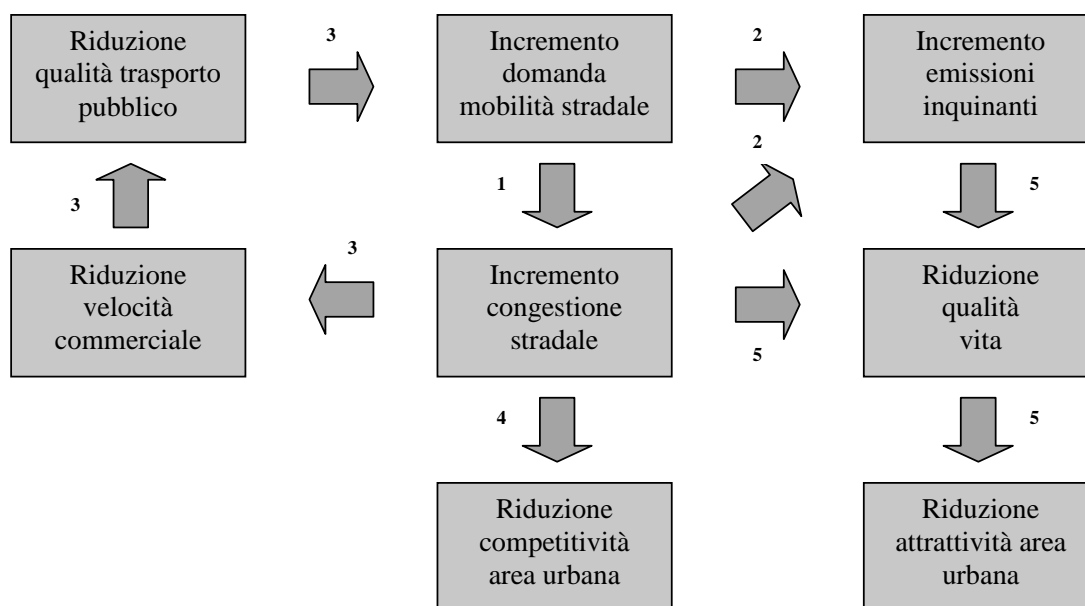 Riduzione
qualità trasporto
pubblico
3
Incremento
domanda
mobilità stradale
2
Incremento
emissioni
inquinanti
3
1
2
5
Riduzione
velocità
commerciale
3
Incremento
congestione
stradale
5
Riduzione
qualità
vita
4
5
Riduzione
competitività
area urbana
Riduzione
attrattività area
urbana